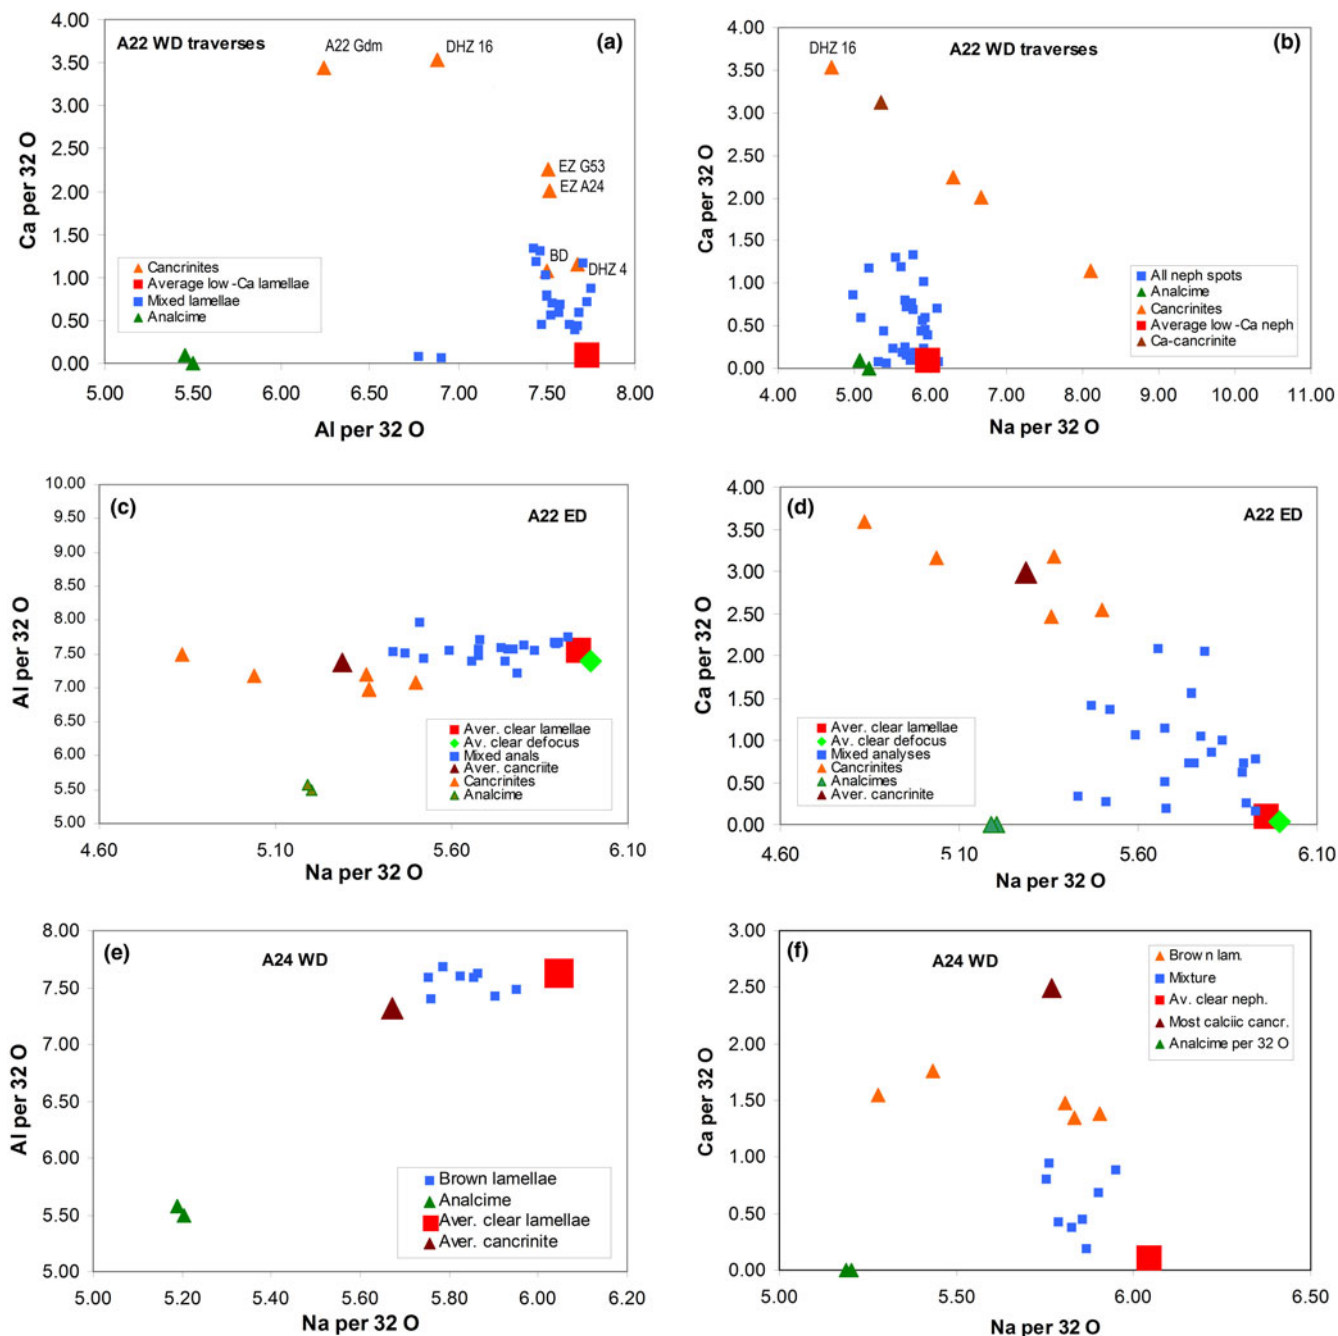 A22 WD traverses
(a)
A22 Gdm
DHZ 16
EZ G53
EZ A24
BD
DHZ 4
4.00
3.50
3.00
2.50
2.00
1.50
1.00
0.50
0.00
Ca per 32 O
Cancrinites
Average low -Ca lamellae
Mixed lamellae
Analcime
5.00 5.50 6.00 6.50 7.00 7.50 8.00
Al per 32 O
A22 WD traverses
(b)
DHZ 16
4.00
3.50
3.00
2.50
2.00
1.50
1.00
0.50
0.00
Ca per 32 O
All neph spots
Analcime
Cancrinites
Average low -Ca neph
Ca-cancrinite
4.00 5.00 6.00 7.00 8.00 9.00 10.00 11.00
Na per 32 O
(c)
A22 ED
10.00
9.50
9.00
8.50
8.00
7.50
7.00
6.50
6.00
5.50
5.00
Al per 32 O
Aver. clear lamellae
Av. clear defocus
Mixed anals
Aver. cancriite
Cancrinites
Analcime
4.60 5.10 5.60 6.10
Na per 32 O
(d)
A22 ED
4.00
3.50
3.00
2.50
2.00
1.50
1.00
0.50
0.00
Ca per 32 O
Aver. clear lamellae
Av. clear defocus
Mixed analyses
Cancrinites
Analcimes
Aver. cancrinite
4.60 5 10 5.60 6.10
Na per 32 O
(e)
A24 WD
8.00
7.50
7.00
6.50
6.00
5.50
5.00
Al per 32 O
Brown lamellae
Analcime
Aver. clear lamellae
Aver. cancrinite
5.00 5.20 5.40 5.60 5.80 6.00 6.20
Na per 32 O
(f)
A24 WD
3.00
2.50
2.00
1.50
1.00
0.50
0.00
Ca per 32 O
Brow n lam.
Mixture
Av. clear neph.
Most calciic cancr.
Analcime per 32 O
5.00 5.50 6.00 6.50
Na per 32 O